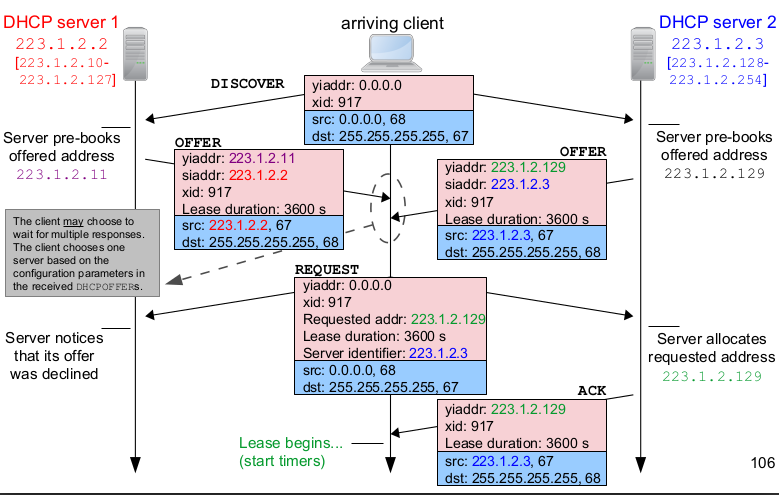 DHCP server 1
223.1.2.2
[223.1.2.10-
223.1.2.127]
arriving client
DHCP server 2
223.1.2.3
[223.1.2.128-
223.1.2.254]
DISCOVER
yiaddr: 0.0.0.0
xid: 917
src: 0.0.0.0, 68
dst: 255.255.255.255, 67
Server pre-books
offered address
223.1.2.11
OFFER
yiaddr: 223.1.2.11
siaddr: 223.1.2.2
xid: 917
Lease duration: 3600 s
src: 223.1.2.2, 67
dst: 255.255.255.255, 68
OFFER
yiaddr: 223.1.2.129
siaddr: 223.1.2.3
xid: 917
Lease duration: 3600 s
src: 223.1.2.3, 67
dst: 255.255.255.255, 68
Server pre-books
offered address
223.1.2.129
The client may choose to
wait for multiple responses.
The client chooses one
server based on the
configuration parameters in
the received DHCPOFFERs.
REQUEST
yiaddr: 0.0.0.0
xid: 917
Requested addr: 223.1.2.129
Lease duration: 3600 s
Server identifier: 223.1.2.3
src: 0.0.0.0, 68
dst: 255.255.255.255, 67
Server notices
that its offer
was declined
Server allocates
requested address
223.1.2.129
ACK
yiaddr: 223.1.2.129
xid: 917
Lease duration: 3600 s
src: 223.1.2.3, 67
dst: 255.255.255.255, 68
Lease begins...
(start timers)
106